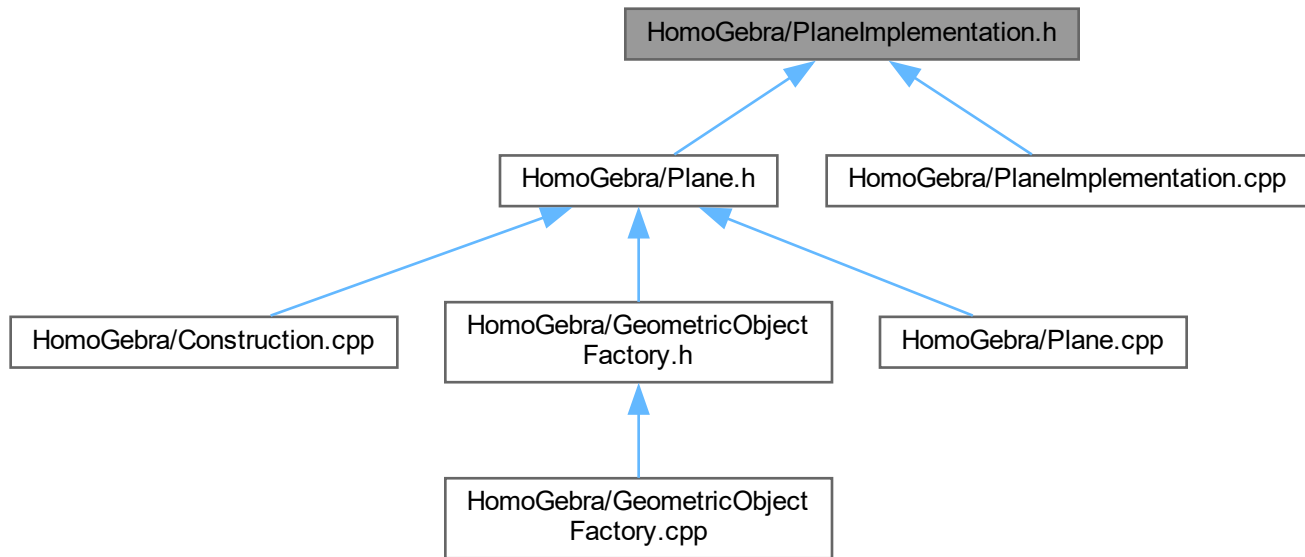 HomoGebra/PlaneImplementation.h
HomoGebra/Plane.h
HomoGebra/PlaneImplementation.cpp
HomoGebra/Construction.cpp
HomoGebra/GeometricObject
Factory.h
HomoGebra/Plane.cpp
HomoGebra/GeometricObject
Factory.cpp